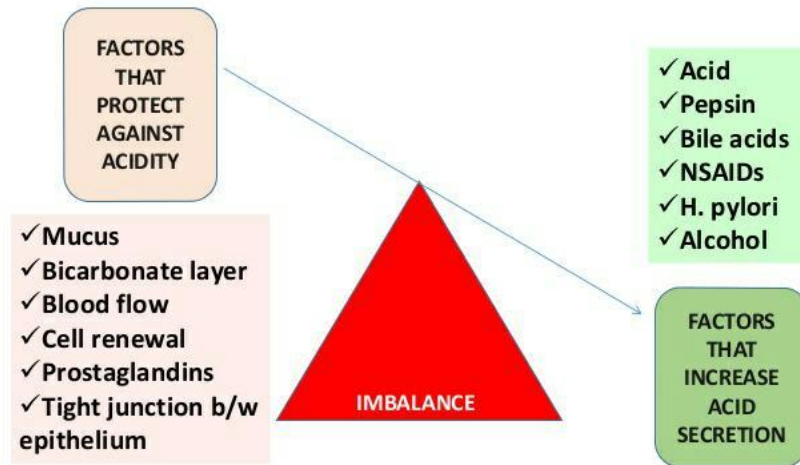 FACTORS
THAT
PROTECT
AGAINST
ACIDITY
✓Mucus
✓Bicarbonate layer
✓Blood flow
✓Cell renewal
✓Prostaglandins
✓Tight junction b/w
epithelium
IMBALANCE
✓Acid
✓Pepsin
✓Bile acids
✓NSAIDs
✓H. pylori
✓Alcohol
FACTORS
THAT
INCREASE
ACID
SECRETION